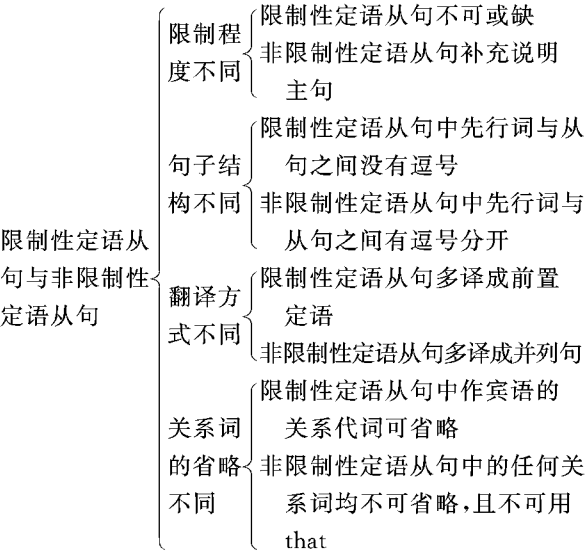 限制性定语从
句与非限制性
定语从句
限制程
度不同
限制性定语从句不可或缺
非限制性定语从句补充说明
主句
句子结
构不同
限制性定语从句中先行词与从
句之间没有逗号
非限制性定语从句中先行词与
从句之间有逗号分开
翻译方
式不同
限制性定语从句多译成前置
定语
非限制性定语从句多译成并列句
关系词
的省略
不同
限制性定语从句中作宾语的
关系代词可省略
非限制性定语从句中的任何关
系词均不可省略,且不可用
that